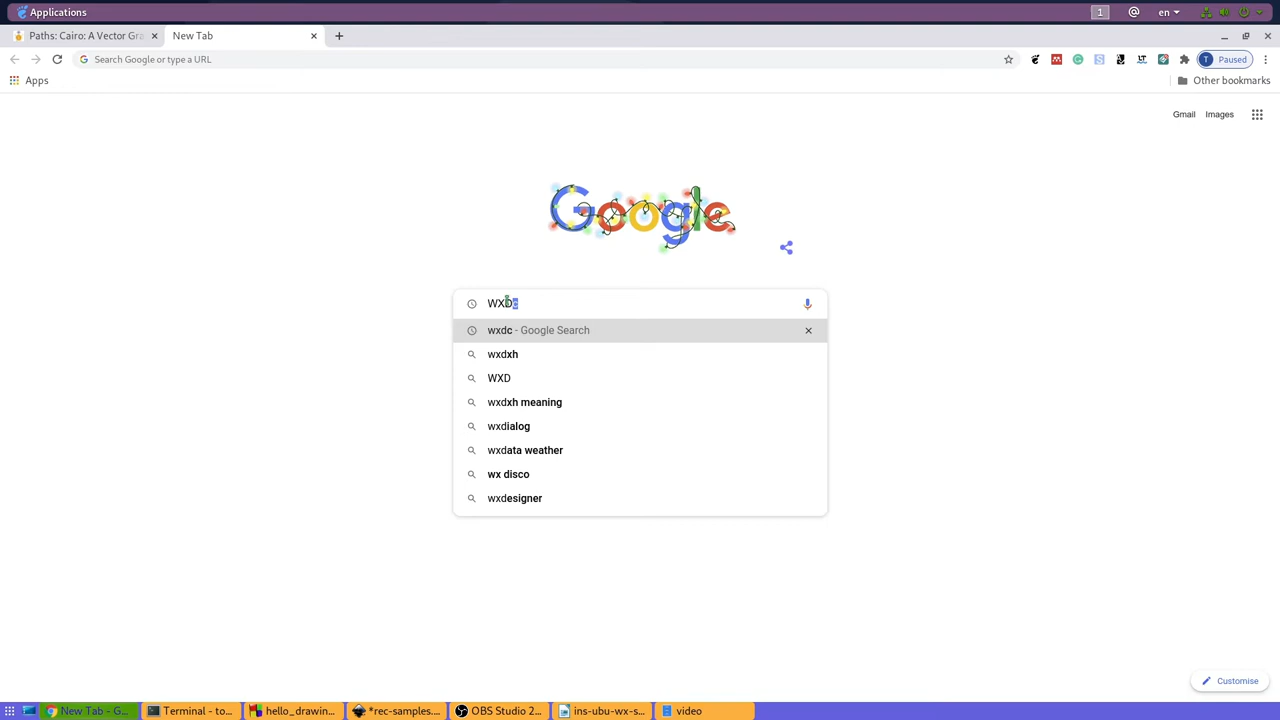 Applications
1
@
en
Paths: Cairo: A Vector Gra
New Tab
Search Google or type a URL
LT
T
Paused
Apps
Other bookmarks
Gmail
Images
Google
WXDc
wxdc - Google Search
wxdxh
WXD
wxdxh meaning
wxdialog
wxdata weather
wx disco
wxdesigner
Customise
New Tab - G...
Terminal - to...
hello_drawin...
*rec-samples....
OBS Studio 2...
ins-ubu-wx-s...
video